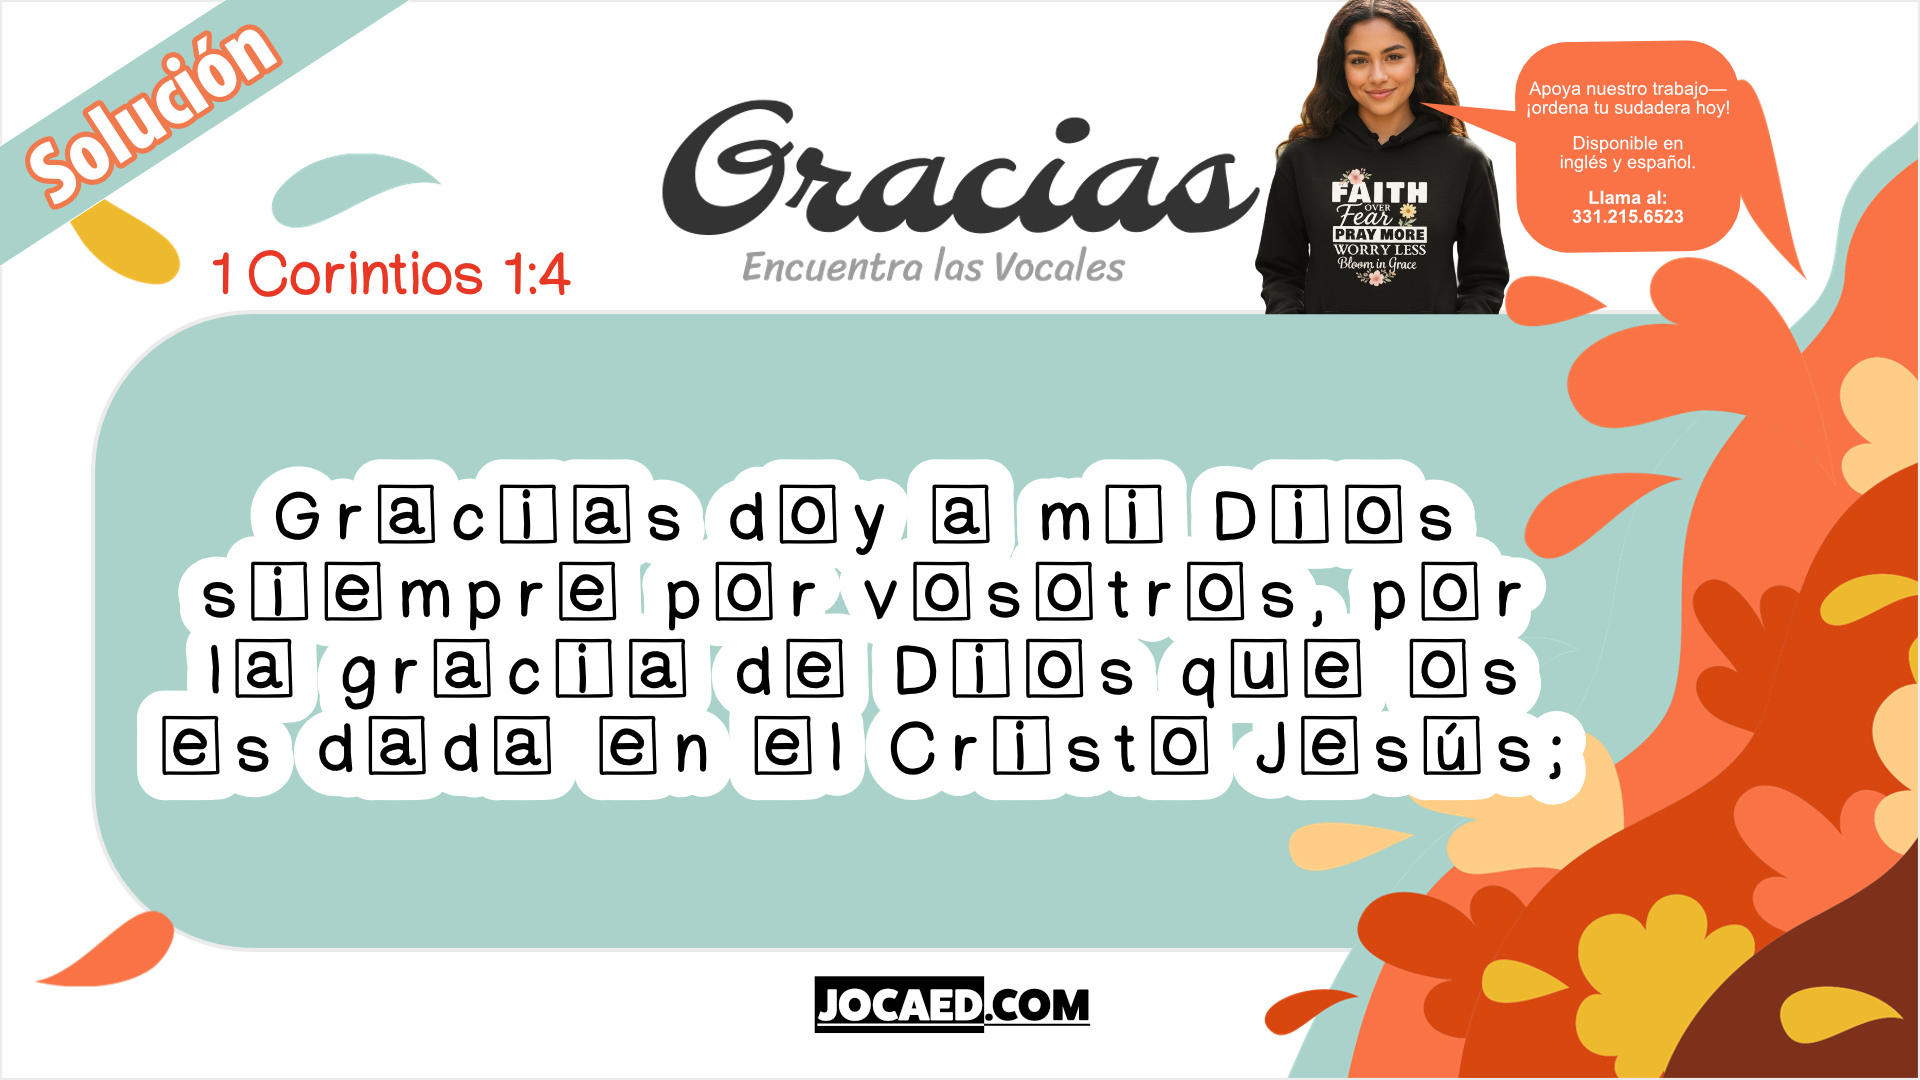 Solución
Gracias
Encuentra las Vocales
1 Corintios 1:4
Apoya nuestro trabajo—
¡ordena tu sudadera hoy!
Disponible en
inglés y español.
Llama al:
331.215.6523
FAITH
OVER
Fear
PRAY MORE
WORRY LESS
Bloom in Grace
Gracias doy a mi Dios
siempre por vosotros, por
la gracia de Dios que os
es dada en el Cristo Jesús;
JOCAED.COM